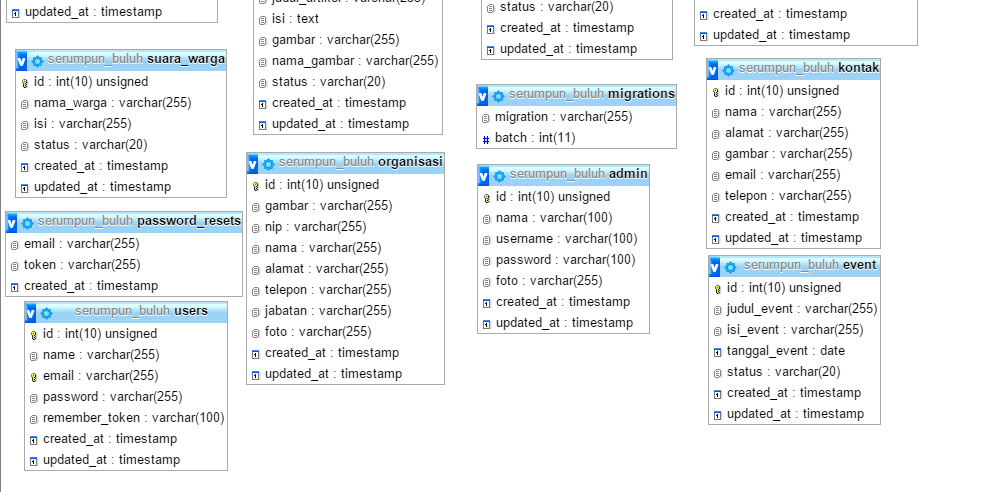 updated_at : timestamp
serumpun_buluh suara_warga
id : int(10) unsigned
nama_warga : varchar(255)
isi : varchar(255)
status : varchar(20)
created_at : timestamp
updated_at : timestamp
serumpun_buluh password_resets
email : varchar(255)
token : varchar(255)
created_at : timestamp
serumpun_buluh users
id : int(10) unsigned
name : varchar(255)
email : varchar(255)
password : varchar(255)
remember_token : varchar(100)
created_at : timestamp
updated_at : timestamp
isi : text
gambar : varchar(255)
nama_gambar : varchar(255)
status : varchar(20)
created_at : timestamp
updated_at : timestamp
serumpun_buluh organisasi
id : int(10) unsigned
gambar : varchar(255)
nip : varchar(255)
nama : varchar(255)
alamat : varchar(255)
telepon : varchar(255)
jabatan : varchar(255)
foto : varchar(255)
created_at : timestamp
updated_at : timestamp
status : varchar(20)
created_at : timestamp
updated_at : timestamp
serumpun_buluh migrations
migration : varchar(255)
# batch : int(11)
serumpun_buluh admin
id : int(10) unsigned
nama : varchar(100)
username : varchar(100)
password : varchar(100)
foto : varchar(255)
created_at : timestamp
updated_at : timestamp
created_at : timestamp
updated_at : timestamp
serumpun_buluh kontak
id : int(10) unsigned
nama : varchar(255)
alamat : varchar(255)
gambar : varchar(255)
email : varchar(255)
telepon : varchar(255)
created_at : timestamp
updated_at : timestamp
serumpun_buluh event
id : int(10) unsigned
judul_event : varchar(255)
isi_event : varchar(255)
tanggal_event : date
status : varchar(20)
created_at : timestamp
updated_at : timestamp